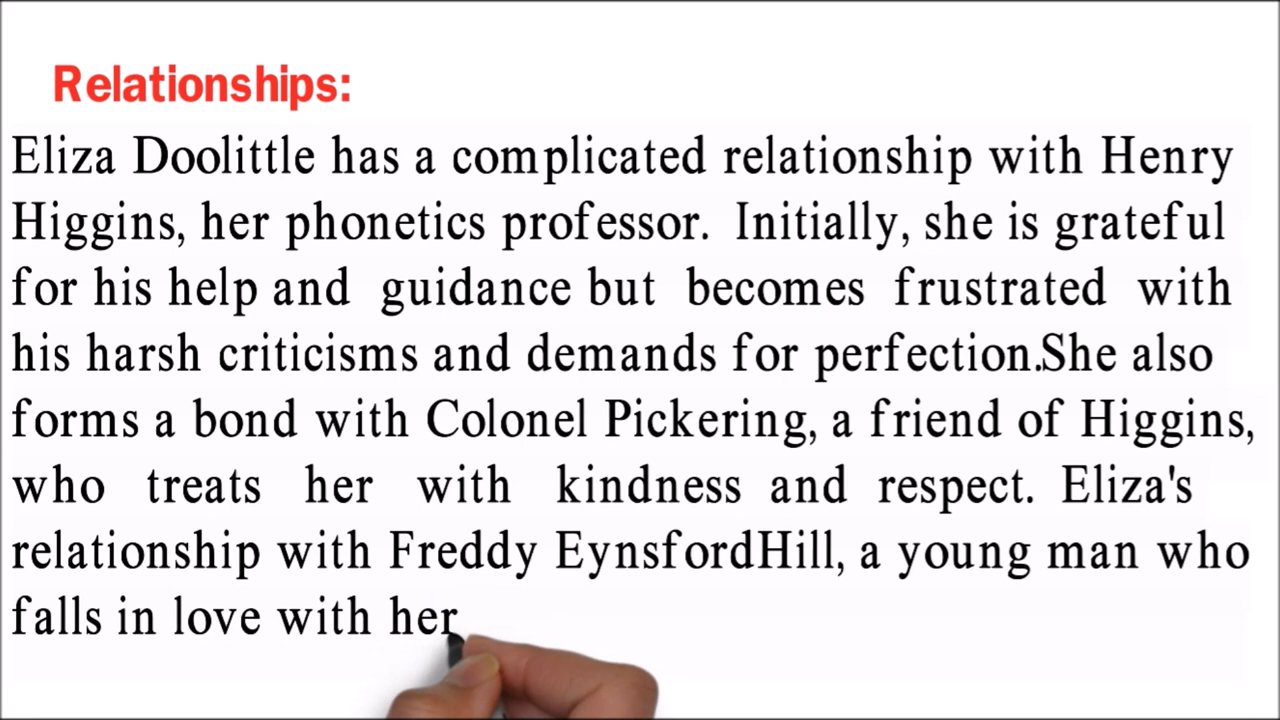 Relationships:
Eliza Doolittle has a complicated relationship with Henry
Higgins, her phonetics professor. Initially, she is grateful
for his help and guidance but becomes frustrated with
his harsh criticisms and demands for perfection.She also
forms a bond with Colonel Pickering, a friend of Higgins,
who treats her with kindness and respect. Eliza's
relationship with Freddy EynsfordHill, a young man who
falls in love with her